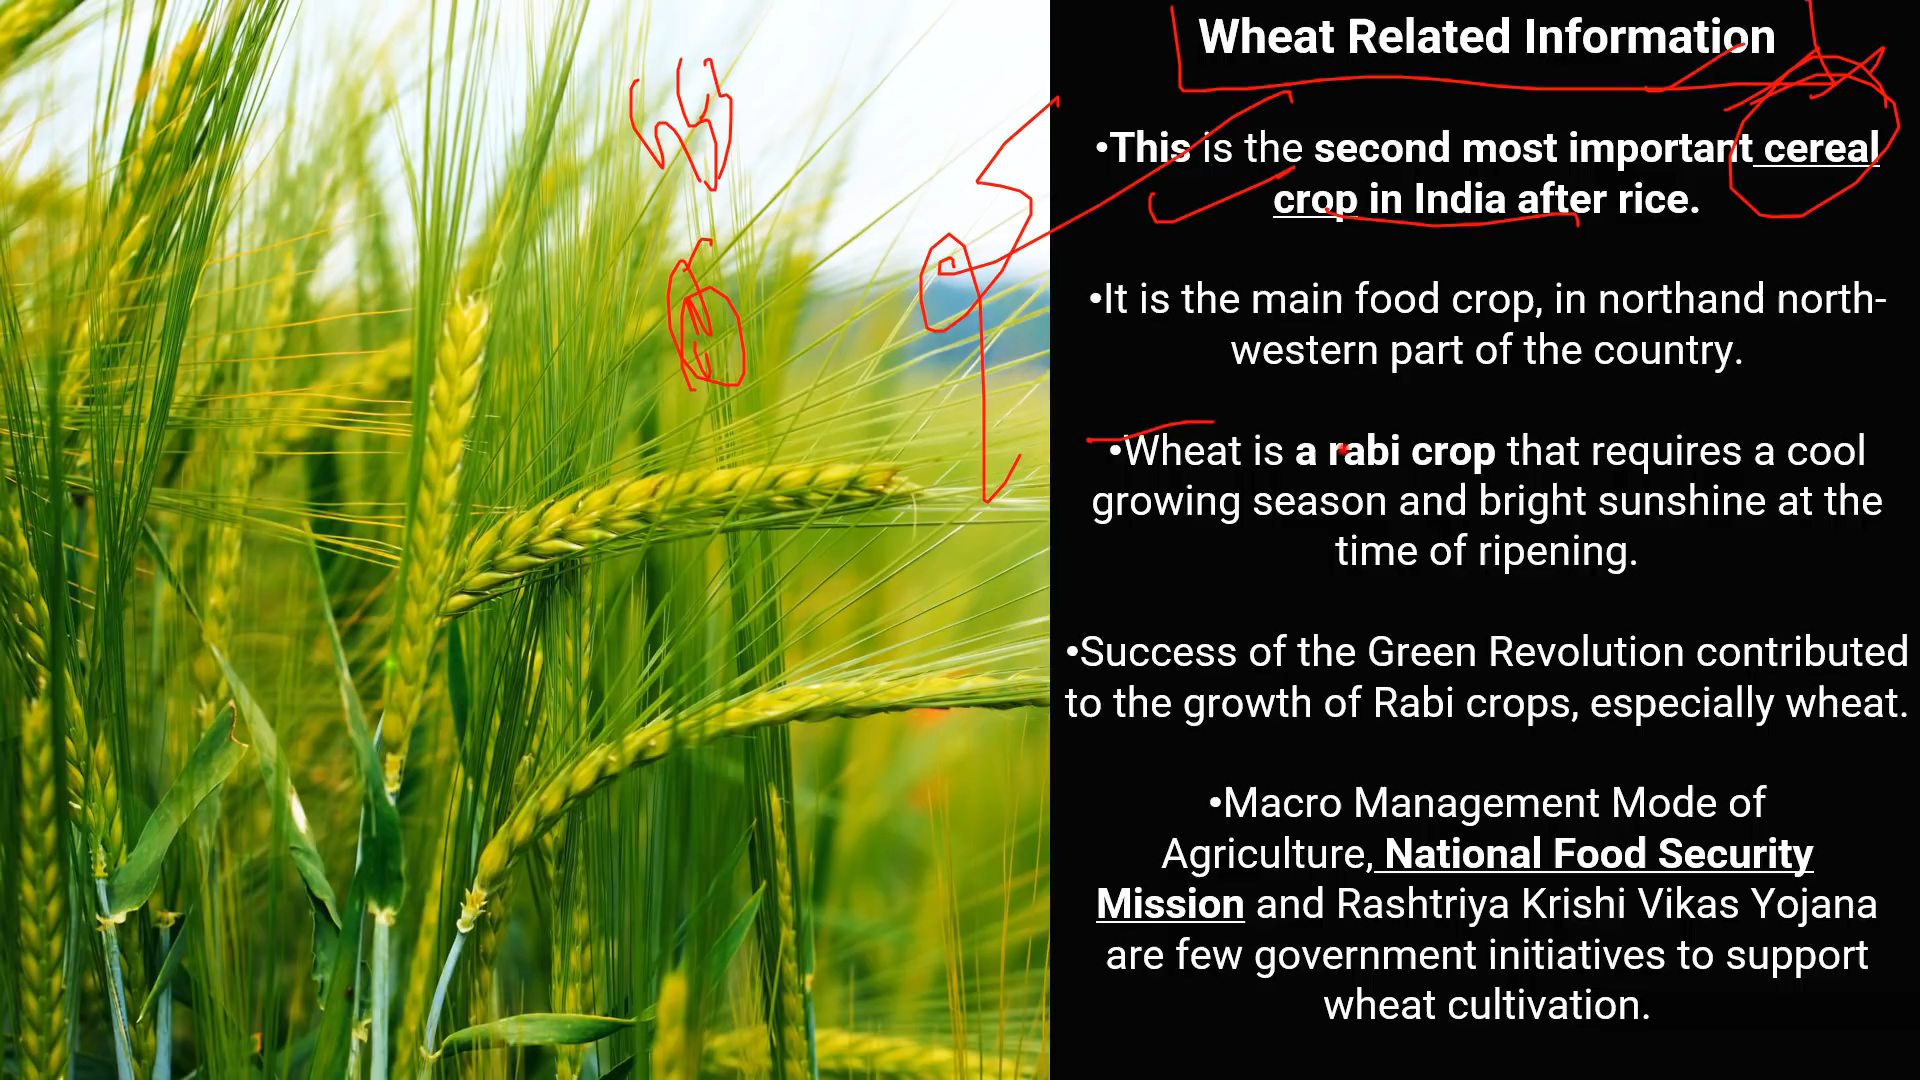 Wheat Related Information
•This is the second most important cereal
crop in India after rice.
•It is the main food crop, in northand north-
western part of the country.
•Wheat is a rabi crop that requires a cool
growing season and bright sunshine at the
time of ripening.
•Success of the Green Revolution contributed
to the growth of Rabi crops, especially wheat.
•Macro Management Mode of
Agriculture, National Food Security
Mission and Rashtriya Krishi Vikas Yojana
are few government initiatives to support
wheat cultivation.